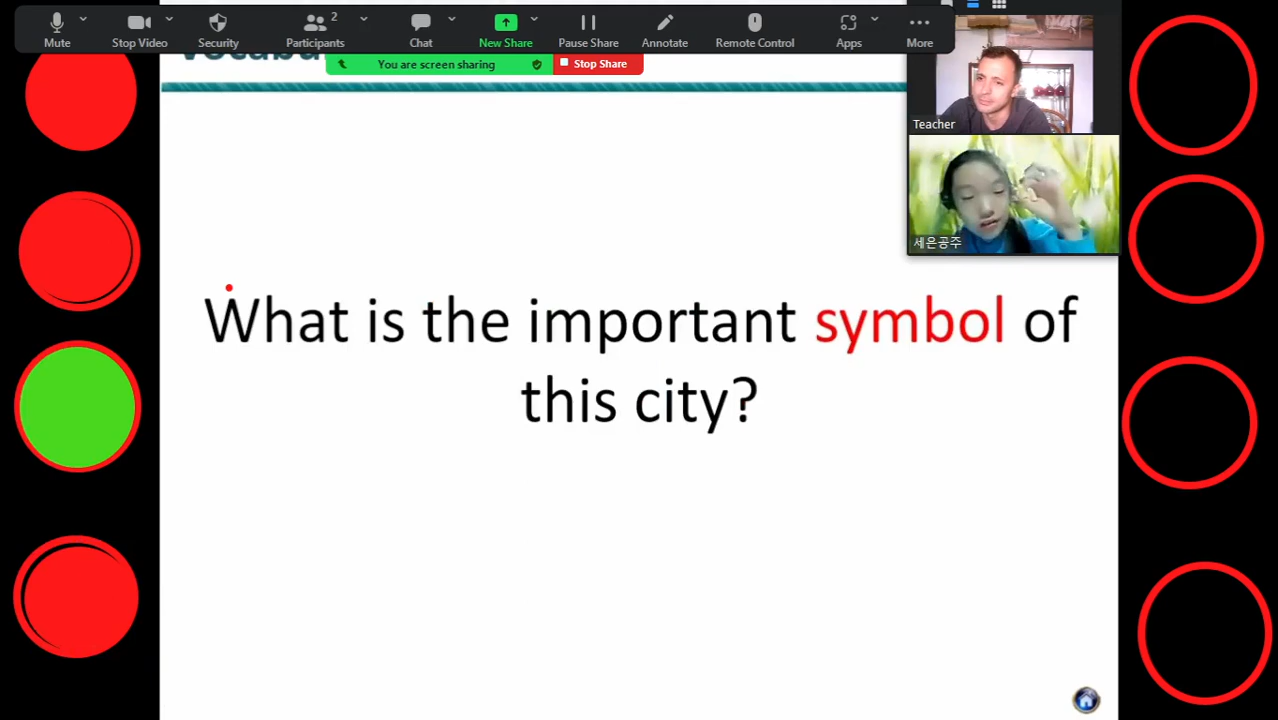 Mute
Stop Video
Security
Participants
2
Chat
New Share
Pause Share
Annotate
Remote Control
Apps
More
You are screen sharing
Stop Share
Teacher
세은공주
What is the important symbol of
this city?